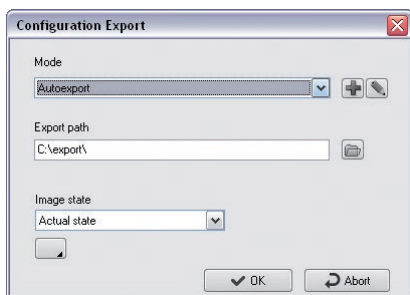 Configuration Export
Mode
Autoexport
Export path
C:\export\
Image state
Actual state
OK
Abort